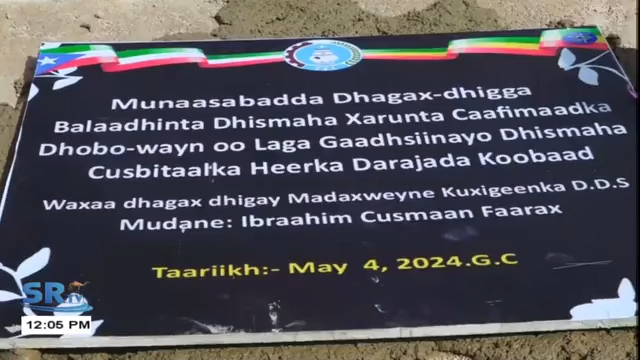 Munaasabadda Dhagax-dhigga
Balaadhinta Dhismaha Xarunta Caafimaadka
Dhobo-wayn oo Laga Gaadhsiinayo Dhismaha
Cusbitaalka Heerka Darajada Koobaad
Waxaa dhagax dhigay Madaxweyne Kuxigeenka D.D.S
Mudane: Ibraahim Cusmaan Faarax
Taariikh:- May 4, 2024.G.C
SR
12:05 PM